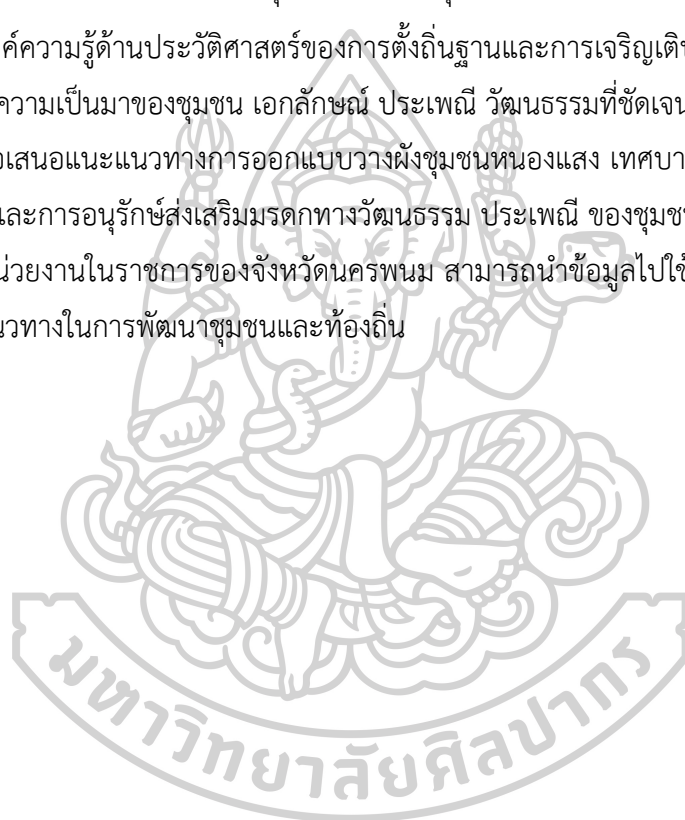 ค์ความรู้ด้านประวัติศาสตร์ของการตั้งถิ่นฐานและการเจริญเติบ
ความเป็นมาของชุมชน เอกลักษณ์ ประเพณี วัฒนธรรมที่ชัดเจน
อเสนอแนะแนวทางการออกแบบวางผังชุมชนหนองแสง เทศบา
และการอนุรักษ์ส่งเสริมมรดกทางวัฒนธรรม ประเพณี ของชุมชน
น่วยงานในราชการของจังหวัดนครพนม สามารถนำข้อมูลไปใช้
นวทางในการพัฒนาชุมชนและท้องถิ่น
มหาวิทยาลัยศิลปากร